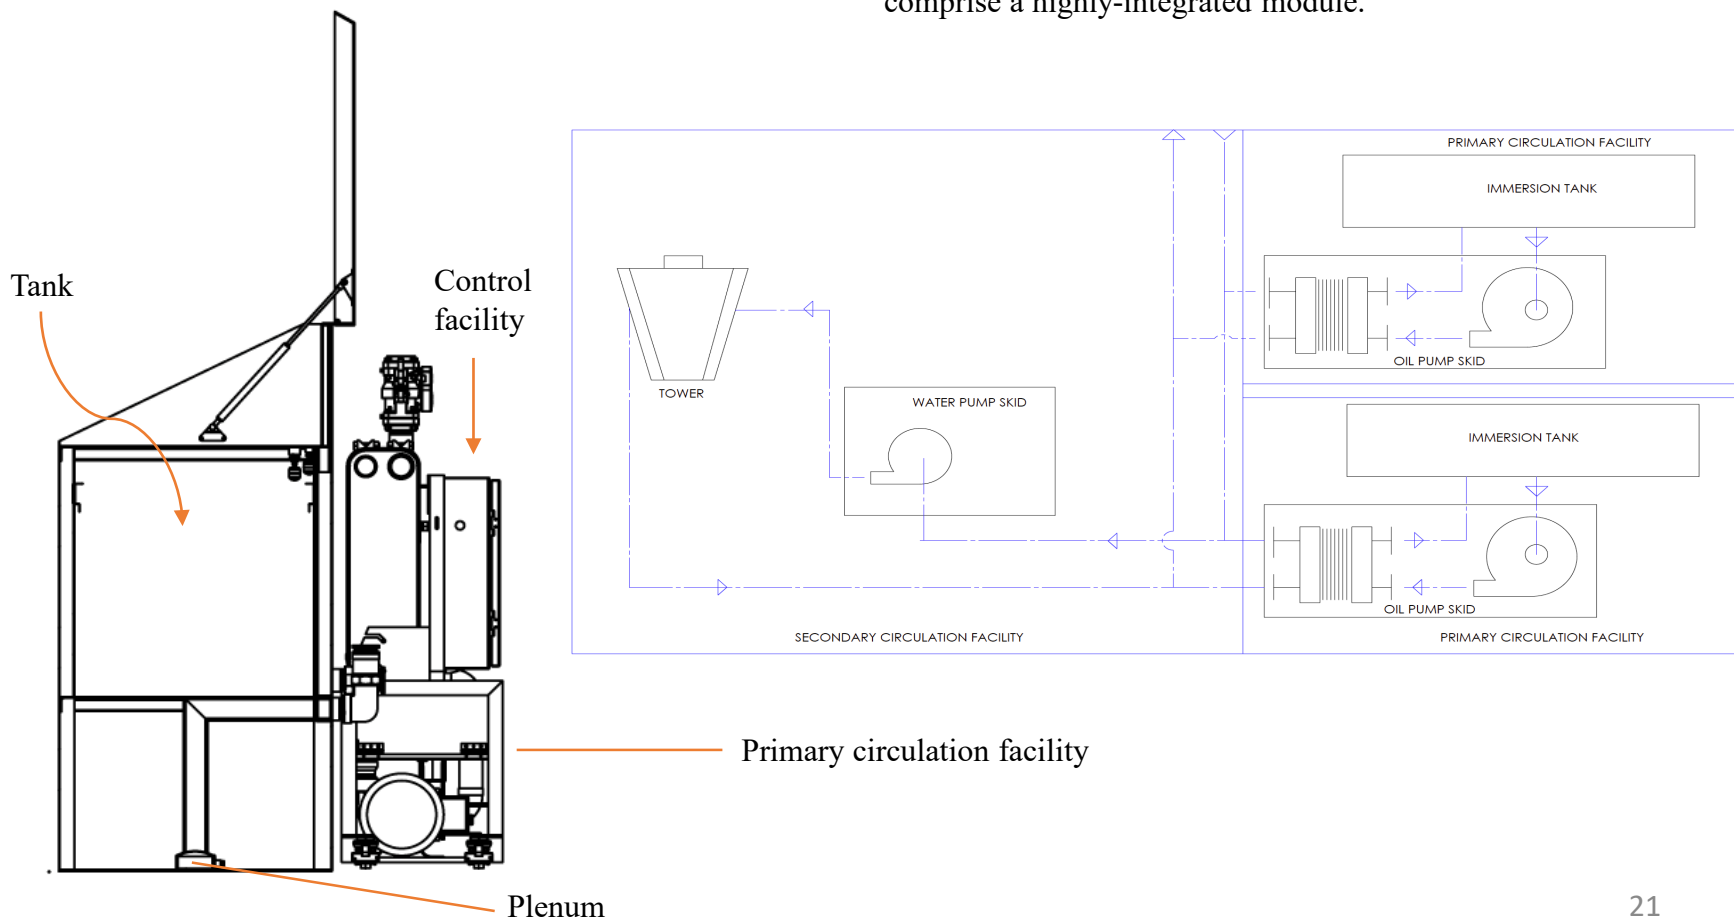 comprise a highly-integrated module.
Tank
Control
facility
Primary circulation facility
Plenum
PRIMARY CIRCULATION FACILITY
IMMERSION TANK
OIL PUMP SKID
TOWER
WATER PUMP SKID
IMMERSION TANK
OIL PUMP SKID
SECONDARY CIRCULATION FACILITY
PRIMARY CIRCULATION FACILITY
21